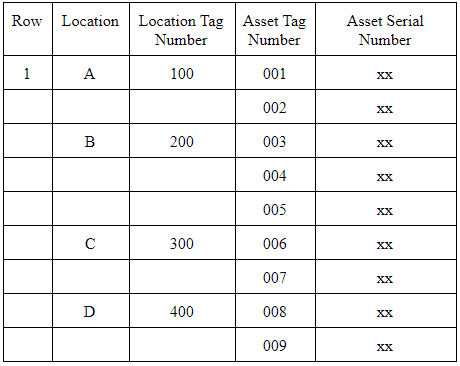 Row Location Location Tag Number Asset Tag Number Asset Serial Number
1 A 100 001 xx
002 xx
B 200 003 xx
004 xx
005 xx
C 300 006 xx
007 xx
D 400 008 xx
009 xx